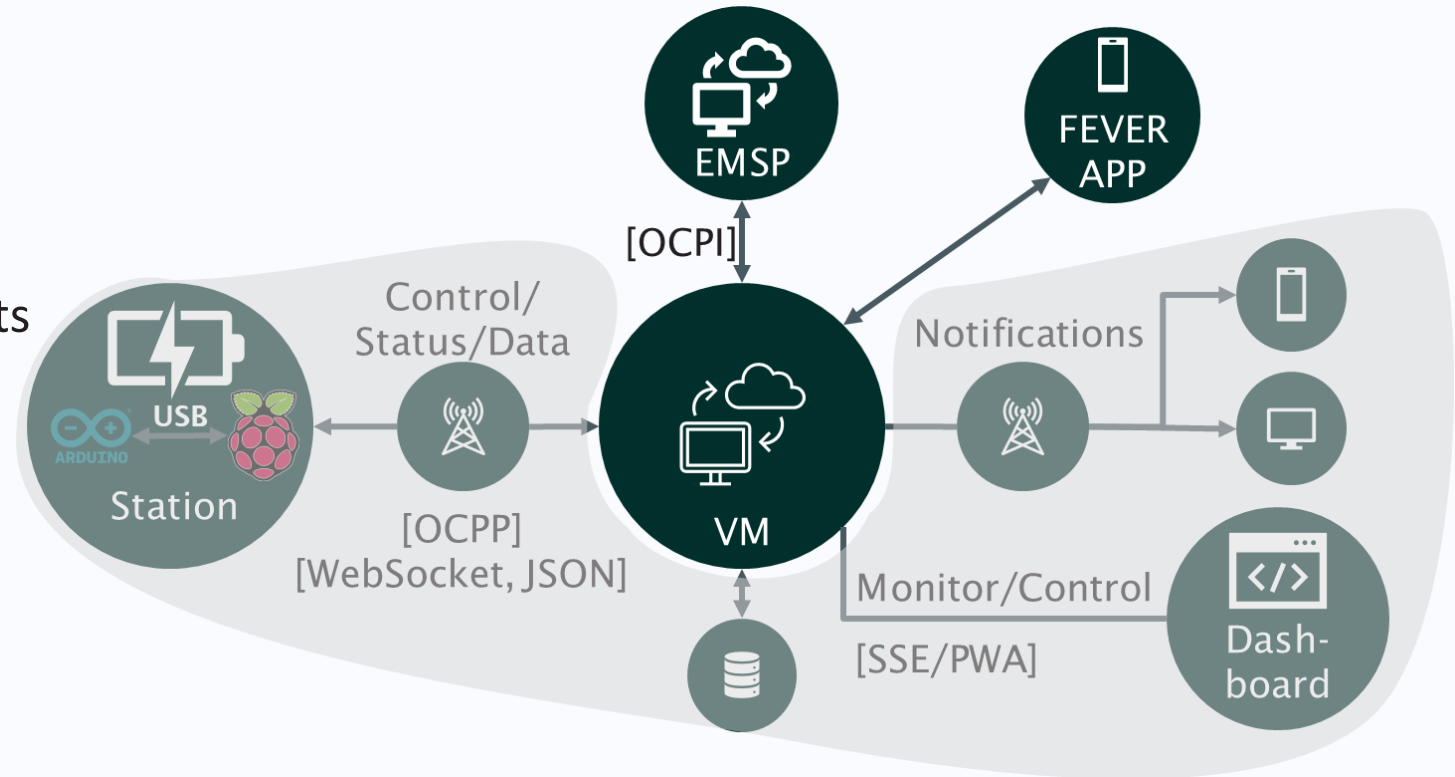 EMSP
FEVER
APP
[OCPI]
ts
Control/
Status/Data
Notifications
USB
ARDUINO
Station
[OCPP]
[WebSocket, JSON]
VM
Monitor/Control
[SSE/PWA]
Dash-
board